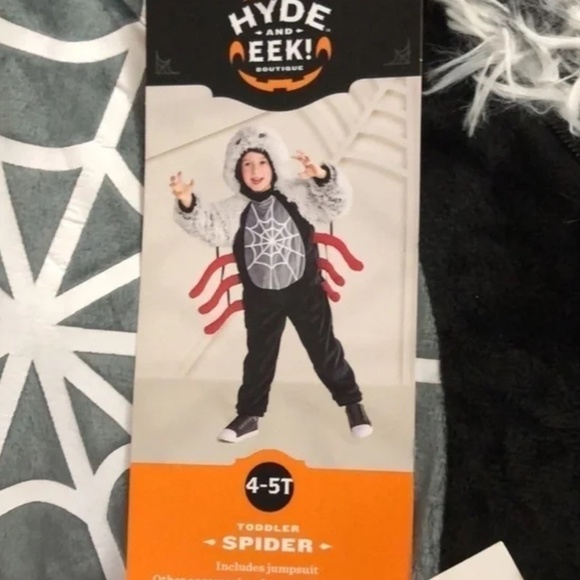 HYDE
AND
EEK!
BOUTIQUE
4-5T
TODDLER
SPIDER
Includes jumpsuit